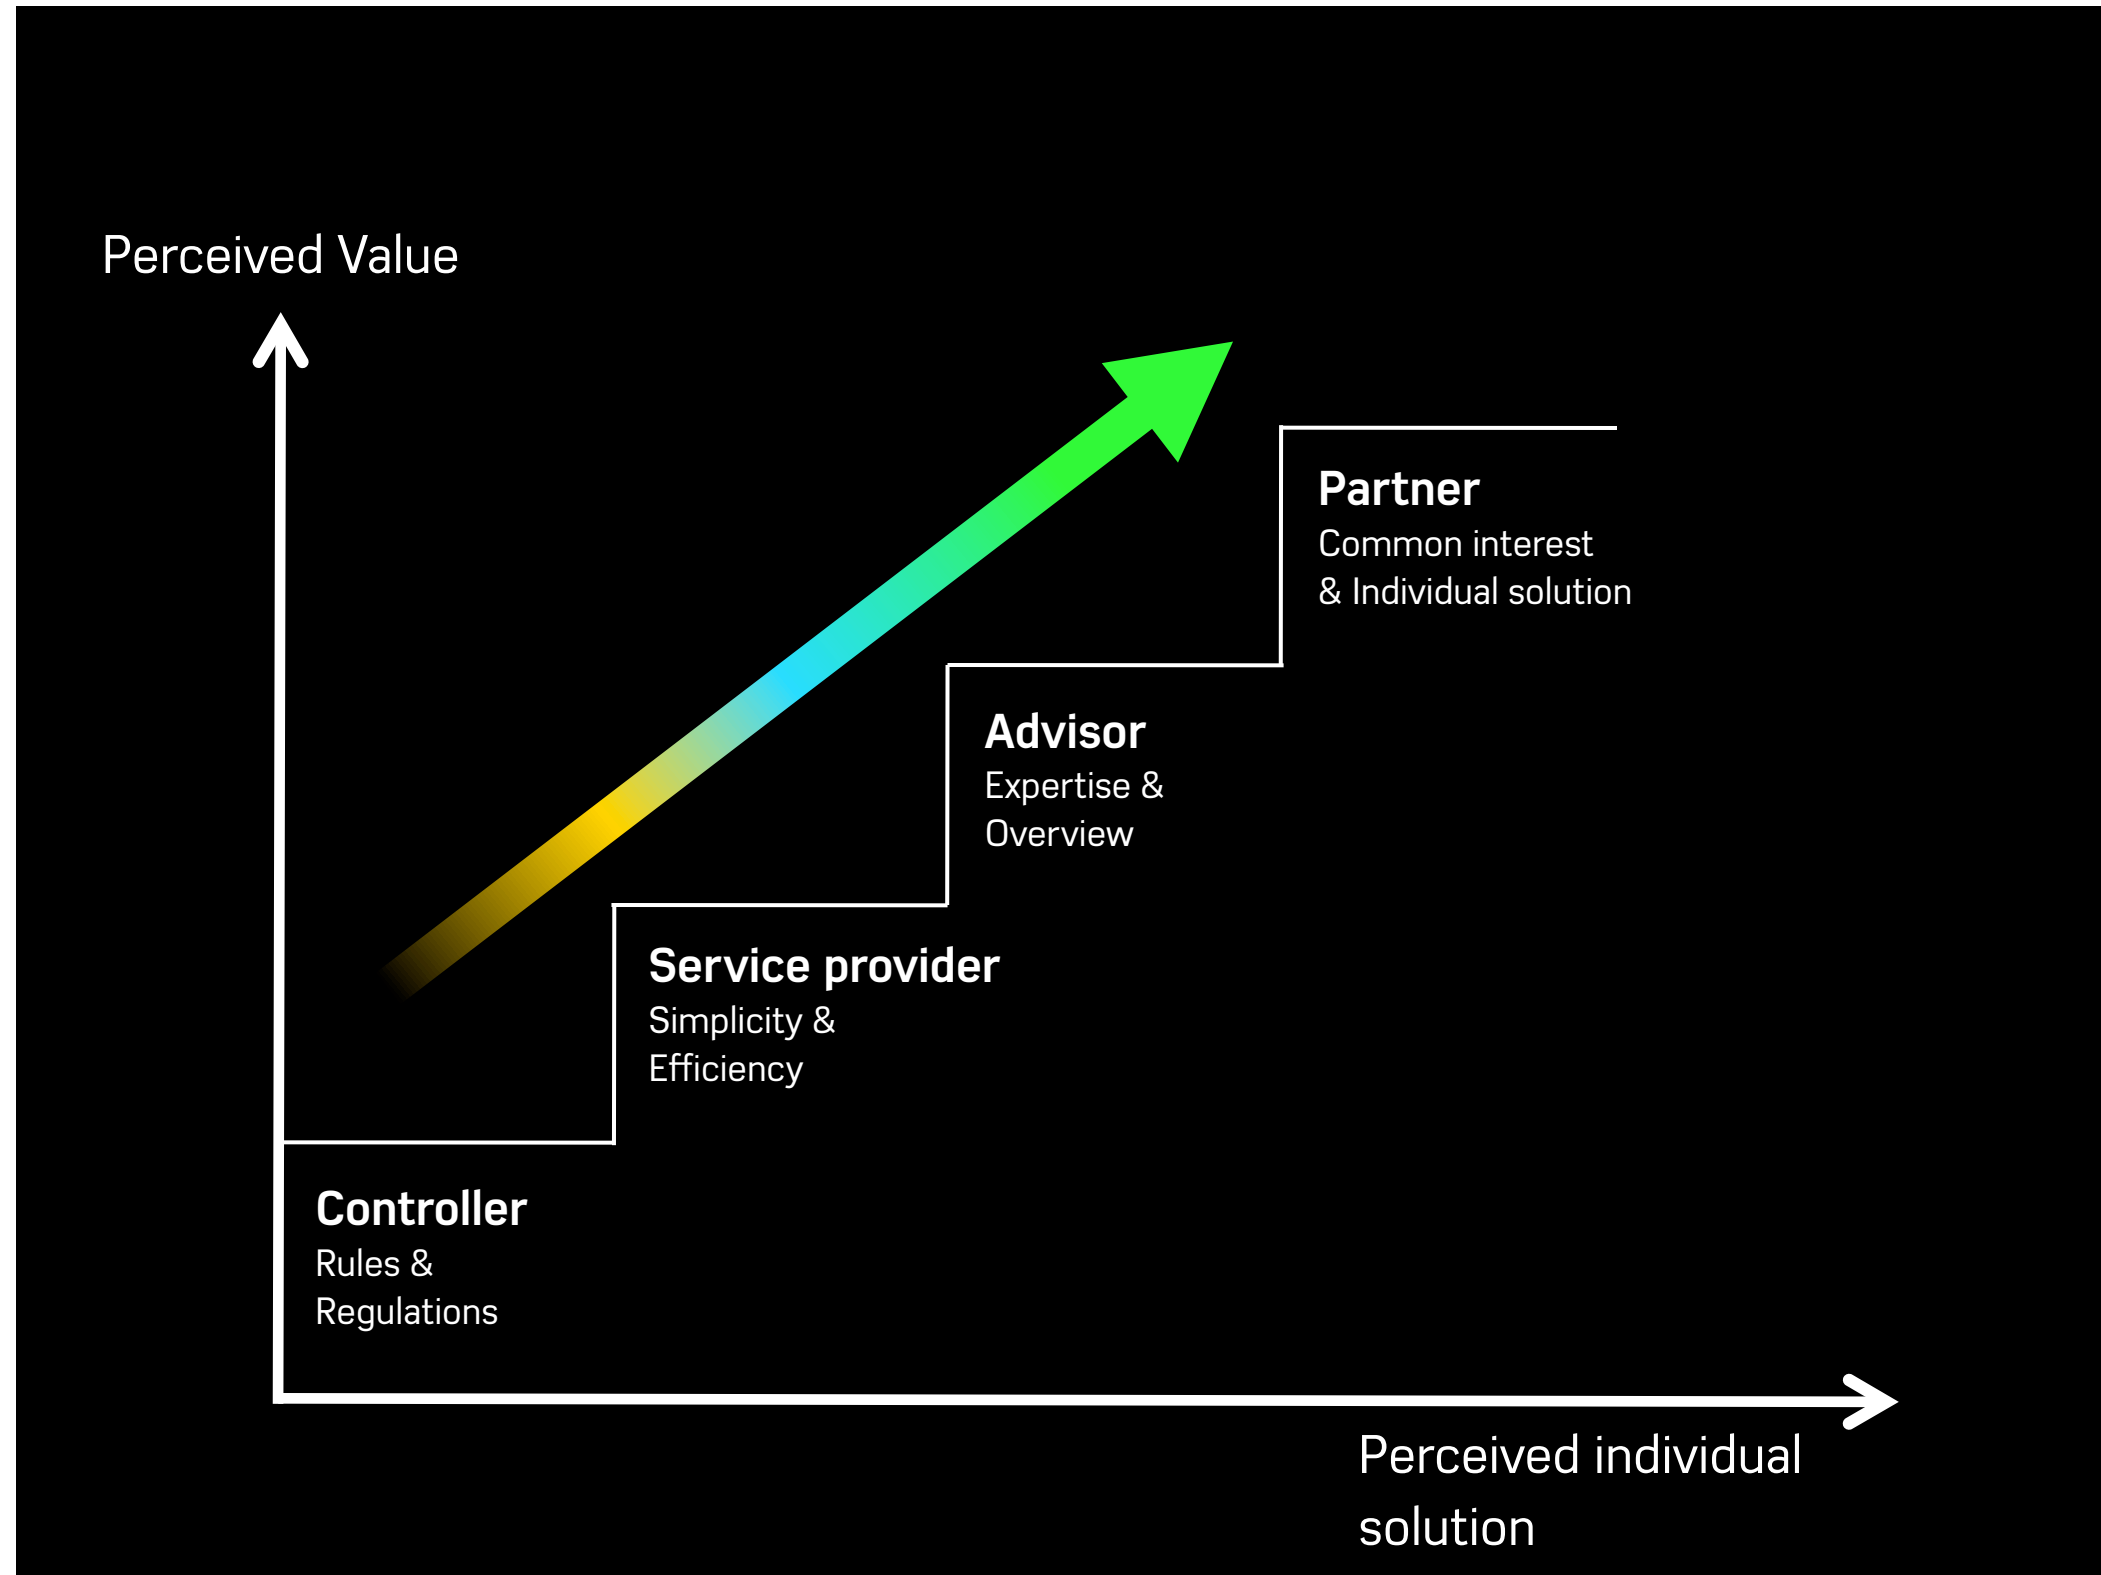 Perceived Value
Partner
Common interest
& Individual solution
Advisor
Expertise &
Overview
Service provider
Simplicity &
Efficiency
Controller
Rules &
Regulations
Perceived individual
solution